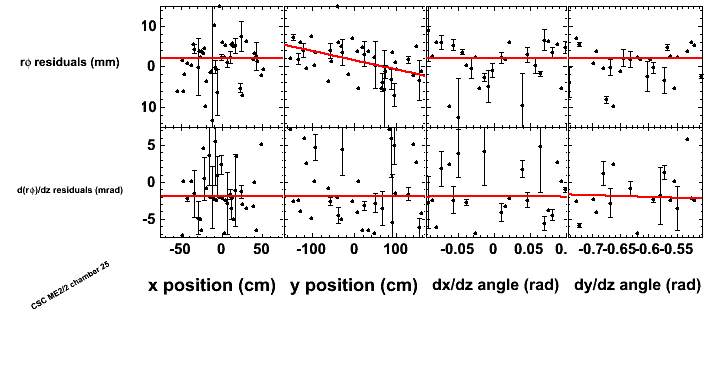 10
rφ residuals (mm)
0
10
5
d(rφ)/dz residuals (mrad)
0
-5
-50 0 50 -100 0 100 -0.05 0 0.05 0. -0.7-0.65-0.6-0.55
CSC ME2/2 chamber 25
x position (cm) y position (cm) dx/dz angle (rad) dy/dz angle (rad)